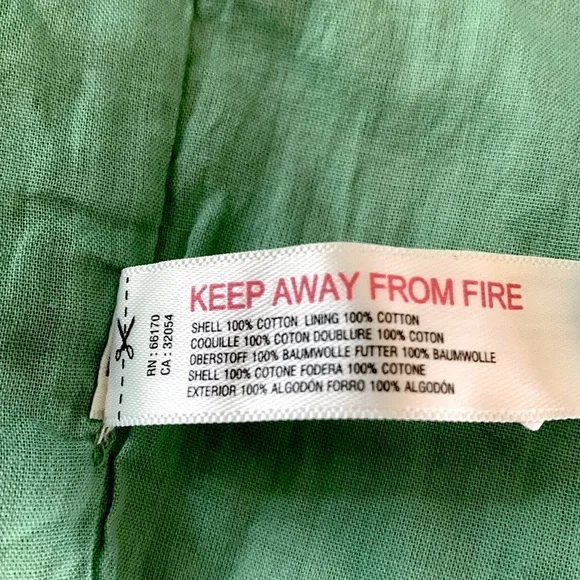 KEEP AWAY FROM FIRE
SHELL 100% COTTON LINING 100% COTTON
COQUILLE 100% COTON DOUBLURE 100% COTON
OBERSTOFF 100% BAUMWOLLE FUTTER 100% BAUMWOLLE
SHELL 100% COTONE FODERA 100% COTONE
EXTERIOR 100% ALGODÓN FORRO 100% ALGODÓN
RN : 66170
CA : 32054